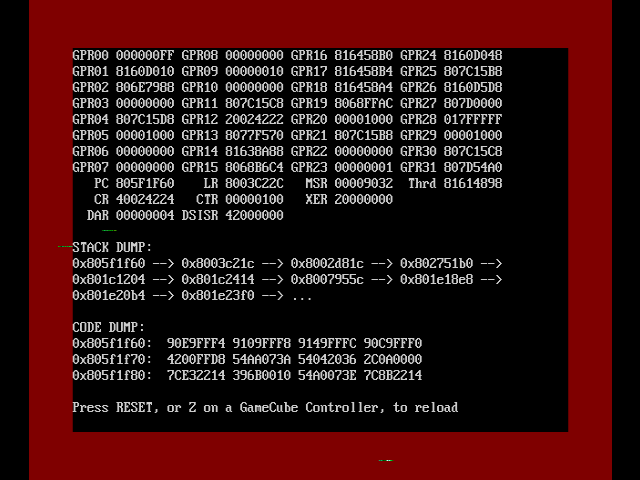 GPR00 000000FF GPR08 00000000 GPR16 816458B0 GPR24 8160D048
GPR01 8160D010 GPR09 00000010 GPR17 816458B4 GPR25 807C15B8
GPR02 806E7988 GPR10 00000000 GPR18 816458A4 GPR26 8160D5D8
GPR03 00000000 GPR11 807C15C8 GPR19 8068FFAC GPR27 807D0000
GPR04 807C15D8 GPR12 20024222 GPR20 00001000 GPR28 017FFFFF
GPR05 00001000 GPR13 8077F570 GPR21 807C15B8 GPR29 00001000
GPR06 00000000 GPR14 81638A88 GPR22 00000000 GPR30 807C15C8
GPR07 00000000 GPR15 8068B6C4 GPR23 00000001 GPR31 807D54A0
PC 805F1F60 LR 8003C22C MSR 00009032 Thrd 81614898
CR 40024224 CTR 00000100 XER 20000000
DAR 00000004 DSISR 42000000
STACK DUMP:
0x805f1f60 --> 0x8003c21c --> 0x8002d81c --> 0x802751b0 -->
0x801c1204 --> 0x801c2414 --> 0x8007955c --> 0x801e18e8 -->
0x801e20b4 --> 0x801e23f0 --> ...
CODE DUMP:
0x805f1f60: 90E9FFF4 9109FFF8 9149FFFC 90C9FFF0
0x805f1f70: 4200FFD8 54AA073A 54042036 2C0A0000
0x805f1f80: 7CE32214 396B0010 54A0073E 7C8B2214
Press RESET, or Z on a GameCube Controller, to reload